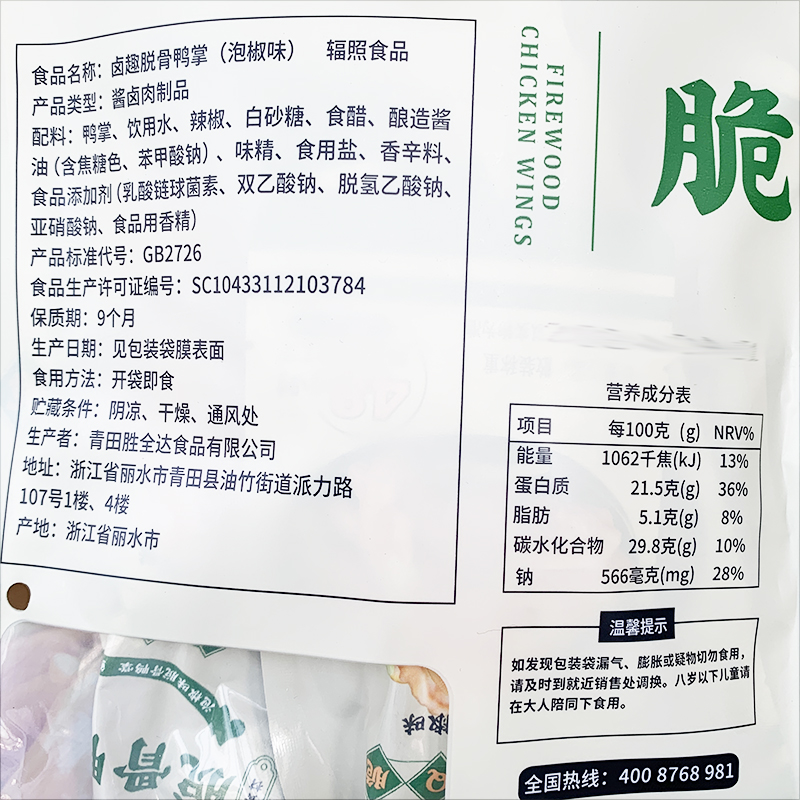 食品名称：卤趣脱骨鸭掌（泡椒味） 辐照食品
产品类型：酱卤肉制品
配料：鸭掌、饮用水、辣椒、白砂糖、食醋、酿造酱
油（含焦糖色、苯甲酸钠）、味精、食用盐、香辛料、
食品添加剂（乳酸链球菌素、双乙酸钠、脱氢乙酸钠、
亚硝酸钠、食品用香精）
产品标准代号：GB2726
食品生产许可证编号：SC10433112103784
保质期：9个月
生产日期：见包装袋膜表面
食用方法：开袋即食
贮藏条件：阴凉、干燥、通风处
生产者：青田胜全达食品有限公司
地址：浙江省丽水市青田县油竹街道派力路
107号1楼、4楼
产地：浙江省丽水市
FIREWOOD
CHICKEN WINGS
脆
营养成分表
项目 每100克（g） NRV%
能量 1062千焦(kJ) 13%
蛋白质 21.5克(g) 36%
脂肪 5.1克(g) 8%
碳水化合物 29.8克(g) 10%
钠 566毫克(mg) 28%
温馨提示
如发现包装袋漏气、膨胀或疑物切勿食用，
请及时到就近销售处调换。八岁以下儿童请
在大人陪同下食用。
全国热线：400 8768 981
泡椒味脱骨鸭掌
椒味
脱骨
脆